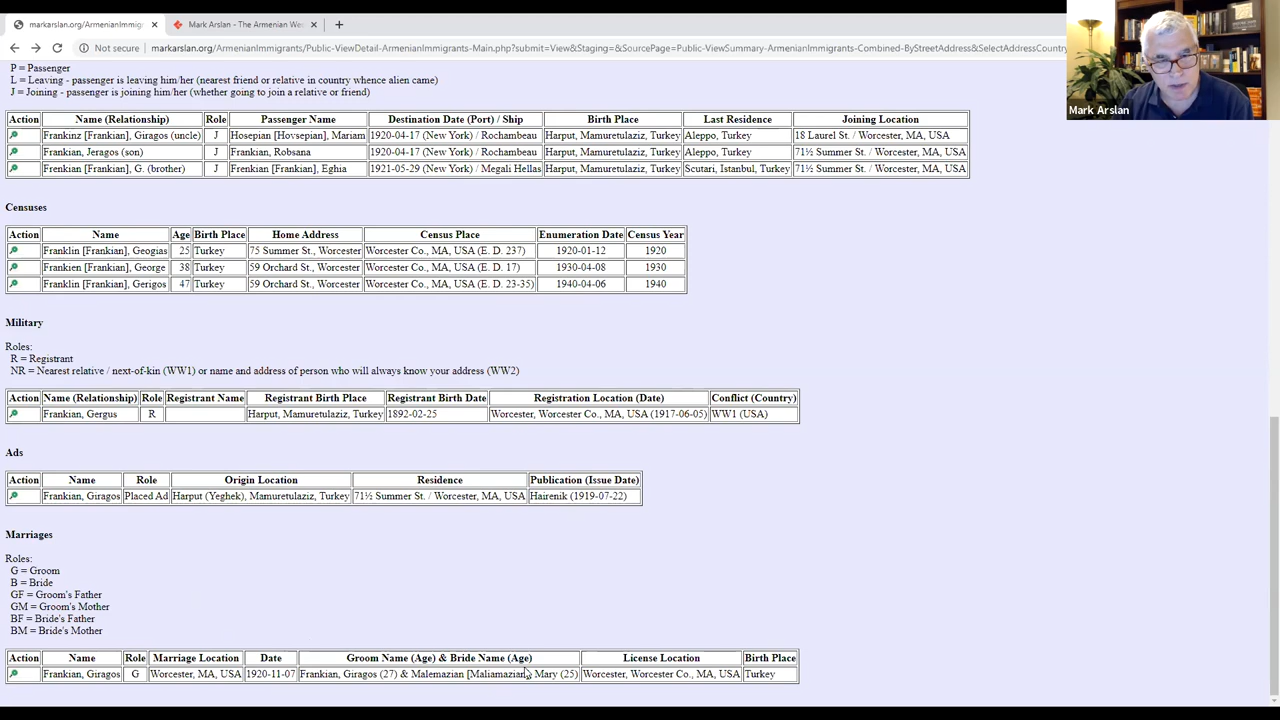 markarslan.org/ArmenianImmig
Mark Arslan - The Armenian We
Not secure
markarslan.org/ArmenianImmigrants/Public-ViewDetail-ArmenianImmigrants-Main.php?submit=View&Staging=&SourcePage=Public-ViewSummary-ArmenianImmigrants-Combined-ByStreetAddress&SelectAddressCountry
Mark Arslan
P = Passenger
L = Leaving - passenger is leaving him/her (nearest friend or relative in country whence alien came)
J = Joining - passenger is joining him/her (whether going to join a relative or friend)
Action Name (Relationship) Role Passenger Name Destination Date (Port) / Ship Birth Place Last Residence Joining Location
Frankinz [Frankian], Giragos (uncle) J Hosepian [Hovsepian], Mariam 1920-04-17 (New York) / Rochambeau Harput, Mamuretulaziz, Turkey Aleppo, Turkey 18 Laurel St. / Worcester, MA, USA
Frankian, Jeragos (son) J Frankian, Robsana 1920-04-17 (New York) / Rochambeau Harput, Mamuretulaziz, Turkey Aleppo, Turkey 71½ Summer St. / Worcester, MA, USA
Frenkian [Frankian], G. (brother) J Frenkian [Frankian], Eghia 1921-05-29 (New York) / Megali Hellas Harput, Mamuretulaziz, Turkey Scutari, Istanbul, Turkey 71½ Summer St. / Worcester, MA, USA
Censuses
Action Name Age Birth Place Home Address Census Place Enumeration Date Census Year
Franklin [Frankian], Geogias 25 Turkey 75 Summer St., Worcester Worcester Co., MA, USA (E. D. 237) 1920-01-12 1920
Frankien [Frankian], George 38 Turkey 59 Orchard St., Worcester Worcester Co., MA, USA (E. D. 17) 1930-04-08 1930
Franklin [Frankian], Gerigos 47 Turkey 59 Orchard St., Worcester Worcester Co., MA, USA (E. D. 23-35) 1940-04-06 1940
Military
Roles:
R = Registrant
NR = Nearest relative / next-of-kin (WW1) or name and address of person who will always know your address (WW2)
Action Name (Relationship) Role Registrant Name Registrant Birth Place Registrant Birth Date Registration Location (Date) Conflict (Country)
Frankian, Gergus R Harput, Mamuretulaziz, Turkey 1892-02-25 Worcester, Worcester Co., MA, USA (1917-06-05) WW1 (USA)
Ads
Action Name Role Origin Location Residence Publication (Issue Date)
Frankian, Giragos Placed Ad Harput (Yeghek), Mamuretulaziz, Turkey 71½ Summer St. / Worcester, MA, USA Hairenik (1919-07-22)
Marriages
Roles:
G = Groom
B = Bride
GF = Groom's Father
GM = Groom's Mother
BF = Bride's Father
BM = Bride's Mother
Action Name Role Marriage Location Date Groom Name (Age) & Bride Name (Age) License Location Birth Place
Frankian, Giragos G Worcester, MA, USA 1920-11-07 Frankian, Giragos (27) & Malemazian [Maliamazian], Mary (25) Worcester, Worcester Co., MA, USA Turkey